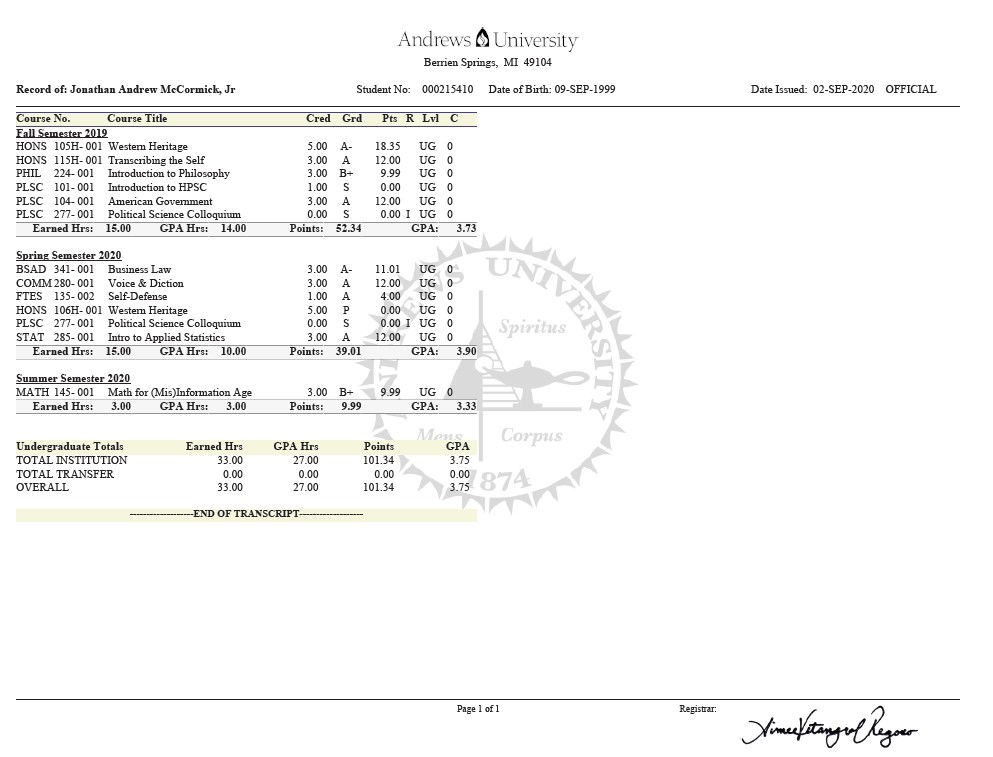 Andrews University
Berrien Springs, MI 49104
Record of: Jonathan Andrew McCormick, Jr Student No: 000215410 Date of Birth: 09-SEP-1999 Date Issued: 02-SEP-2020 OFFICIAL
Course No. Course Title Cred Grd Pts R Lvl C
Fall Semester 2019
HONS 105H- 001 Western Heritage 5.00 A- 18.35 UG 0
HONS 115H- 001 Transcribing the Self 3.00 A 12.00 UG 0
PHIL 224- 001 Introduction to Philosophy 3.00 B+ 9.99 UG 0
PLSC 101- 001 Introduction to HPSC 1.00 S 0.00 UG 0
PLSC 104- 001 American Government 3.00 A 12.00 UG 0
PLSC 277- 001 Political Science Colloquium 0.00 S 0.00 I UG 0
Earned Hrs: 15.00 GPA Hrs: 14.00 Points: 52.34 GPA: 3.73
Spring Semester 2020
BSAD 341- 001 Business Law 3.00 A- 11.01 UG 0
COMM 280- 001 Voice & Diction 3.00 A 12.00 UG 0
FTES 135- 002 Self-Defense 1.00 A 4.00 UG 0
HONS 106H- 001 Western Heritage 5.00 P 0.00 UG 0
PLSC 277- 001 Political Science Colloquium 0.00 S 0.00 I UG 0
STAT 285- 001 Intro to Applied Statistics 3.00 A 12.00 UG 0
Earned Hrs: 15.00 GPA Hrs: 10.00 Points: 39.01 GPA: 3.90
Summer Semester 2020
MATH 145- 001 Math for (Mis)Information Age 3.00 B+ 9.99 UG 0
Earned Hrs: 3.00 GPA Hrs: 3.00 Points: 9.99 GPA: 3.33
Undergraduate Totals Earned Hrs GPA Hrs Points GPA
TOTAL INSTITUTION 33.00 27.00 101.34 3.75
TOTAL TRANSFER 0.00 0.00 0.00 0.00
OVERALL 33.00 27.00 101.34 3.75
--------------------END OF TRANSCRIPT--------------------
UNIVERSITY
Spiritus
Mens
Corpus
1874
Page 1 of 1 Registrar: